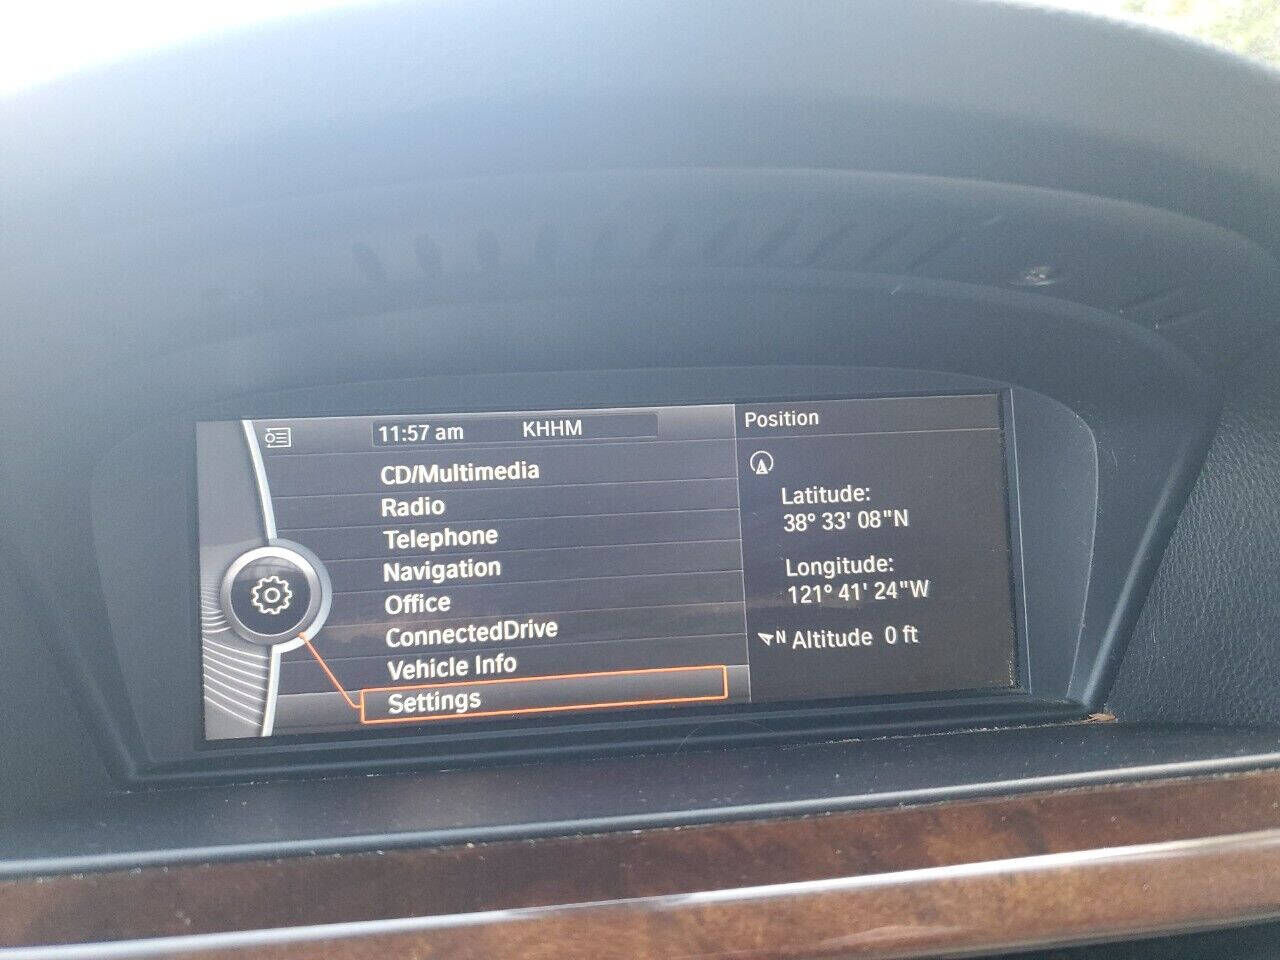 11:57 am KHHM
CD/Multimedia
Radio
Telephone
Navigation
Office
ConnectedDrive
Vehicle Info
Settings
Position
Latitude:
38° 33' 08"N
Longitude:
121° 41' 24"W
N Altitude 0 ft